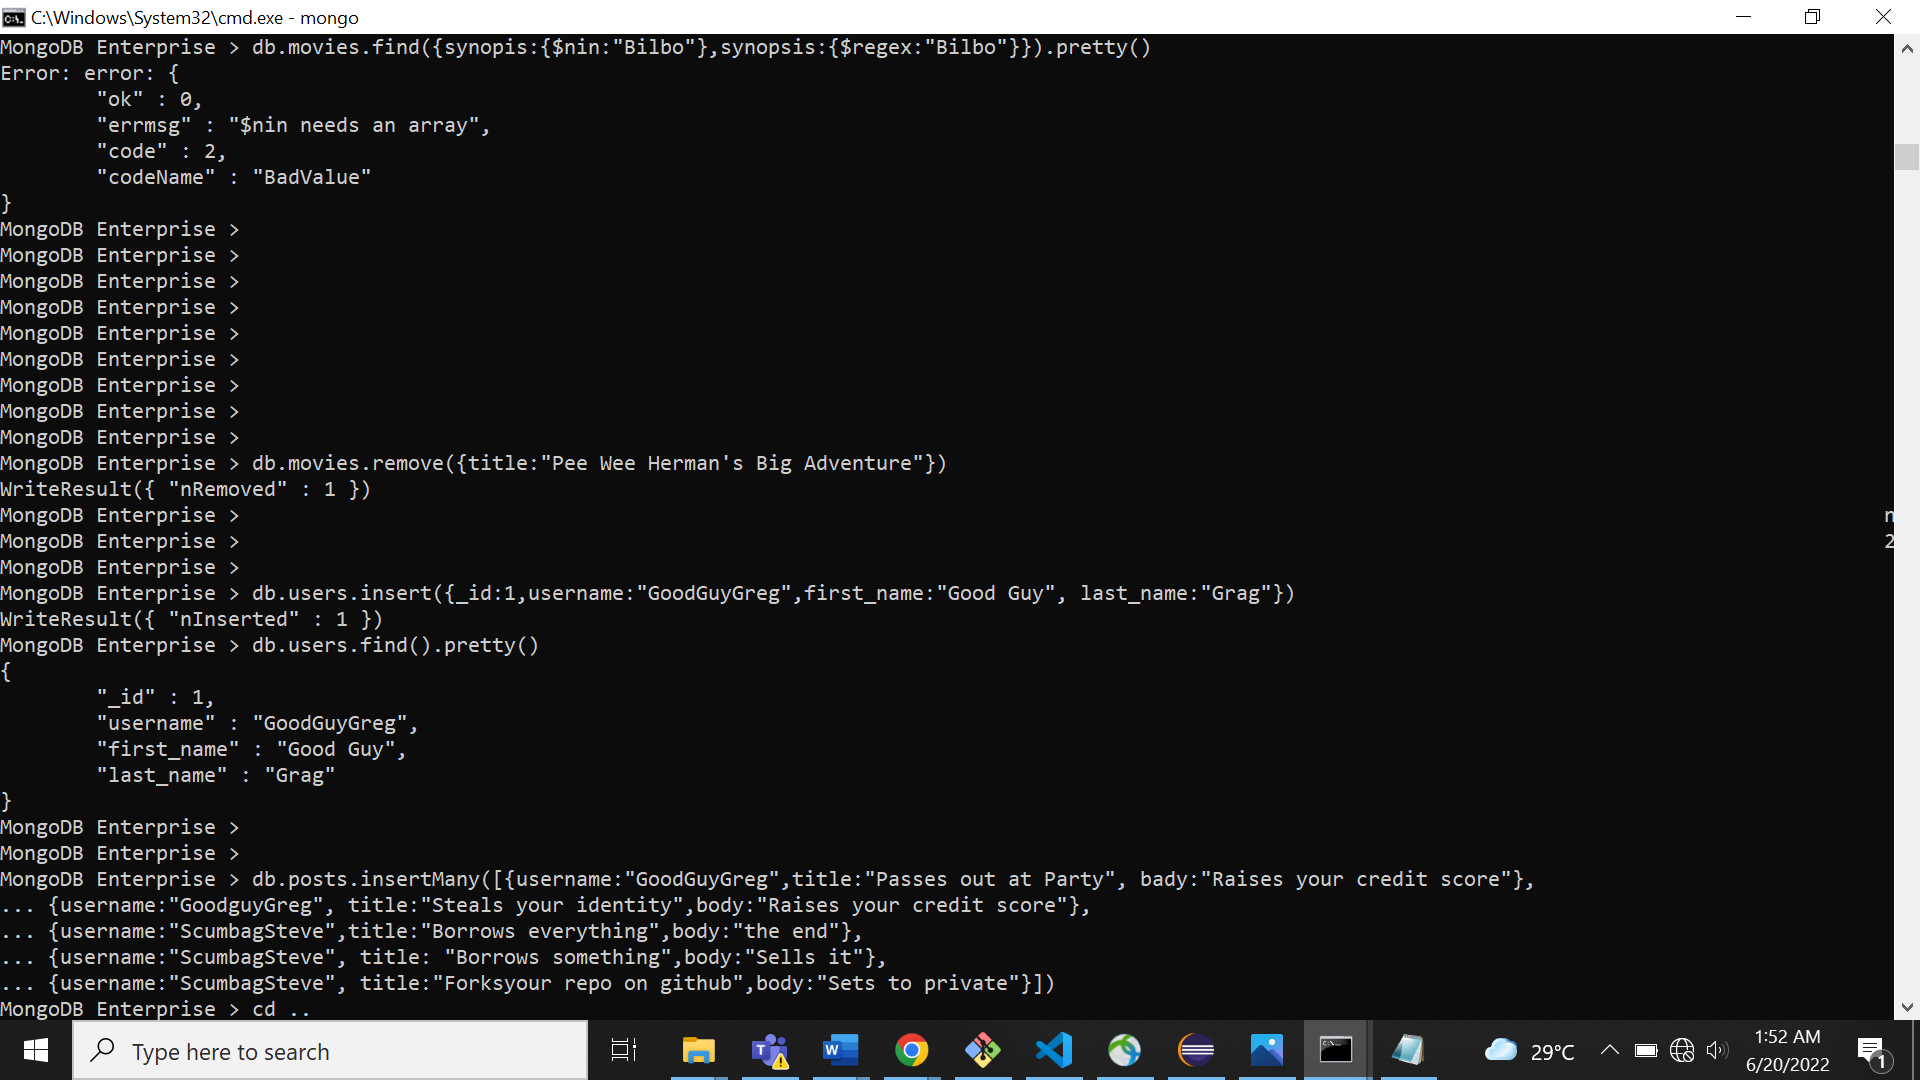 C:\Windows\System32\cmd.exe - mongo
MongoDB Enterprise > db.movies.find({synopis:{$nin:"Bilbo"},synopsis:{$regex:"Bilbo"}}).pretty()
Error: error: {
        "ok" : 0,
        "errmsg" : "$nin needs an array",
        "code" : 2,
        "codeName" : "BadValue"
}
MongoDB Enterprise >
MongoDB Enterprise >
MongoDB Enterprise >
MongoDB Enterprise >
MongoDB Enterprise >
MongoDB Enterprise >
MongoDB Enterprise >
MongoDB Enterprise >
MongoDB Enterprise >
MongoDB Enterprise > db.movies.remove({title:"Pee Wee Herman's Big Adventure"})
WriteResult({ "nRemoved" : 1 })
MongoDB Enterprise >
n
MongoDB Enterprise >
2
MongoDB Enterprise >
MongoDB Enterprise > db.users.insert({_id:1,username:"GoodGuyGreg",first_name:"Good Guy", last_name:"Grag"})
WriteResult({ "nInserted" : 1 })
MongoDB Enterprise > db.users.find().pretty()
{
        "_id" : 1,
        "username" : "GoodGuyGreg",
        "first_name" : "Good Guy",
        "last_name" : "Grag"
}
MongoDB Enterprise >
MongoDB Enterprise >
MongoDB Enterprise > db.posts.insertMany([{username:"GoodGuyGreg",title:"Passes out at Party", bady:"Raises your credit score"},
... {username:"GoodguyGreg", title:"Steals your identity",body:"Raises your credit score"},
... {username:"ScumbagSteve",title:"Borrows everything",body:"the end"},
... {username:"ScumbagSteve", title: "Borrows something",body:"Sells it"},
... {username:"ScumbagSteve", title:"Forksyour repo on github",body:"Sets to private"}])
MongoDB Enterprise > cd ..
Type here to search
29°C
1:52 AM
6/20/2022
1